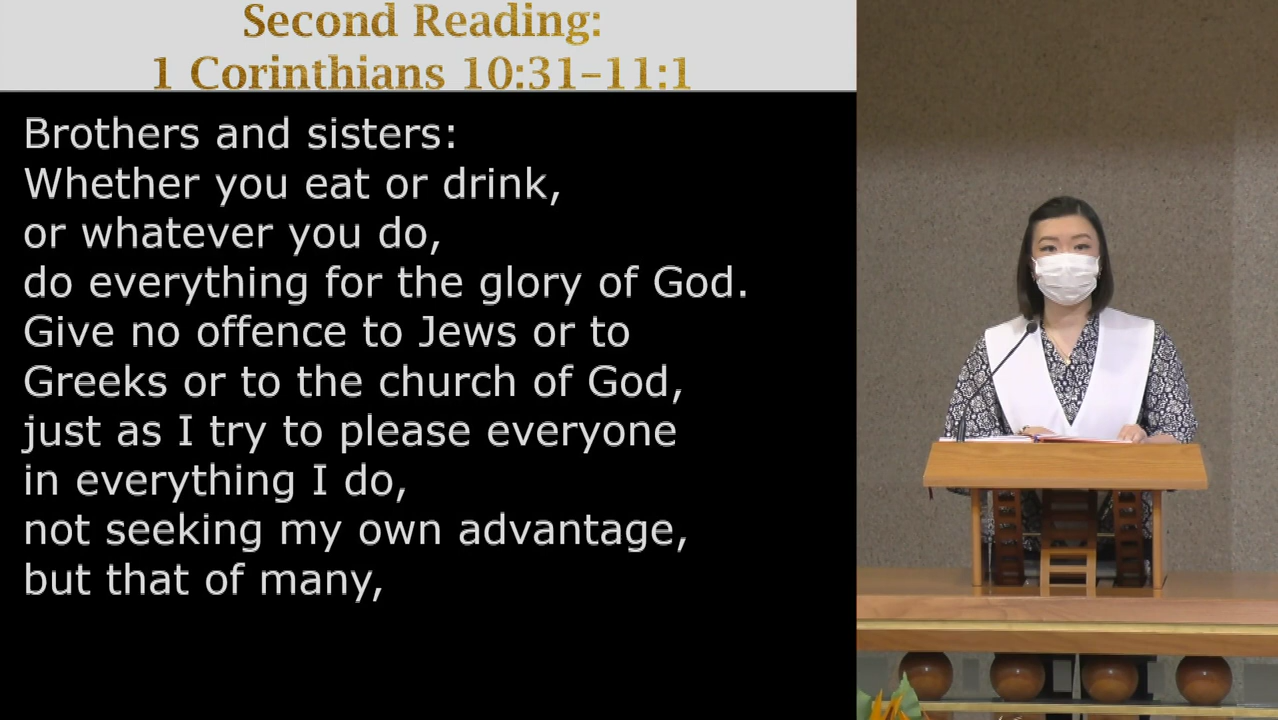 Second Reading:
1 Corinthians 10:31–11:1
Brothers and sisters:
Whether you eat or drink,
or whatever you do,
do everything for the glory of God.
Give no offence to Jews or to
Greeks or to the church of God,
just as I try to please everyone
in everything I do,
not seeking my own advantage,
but that of many,